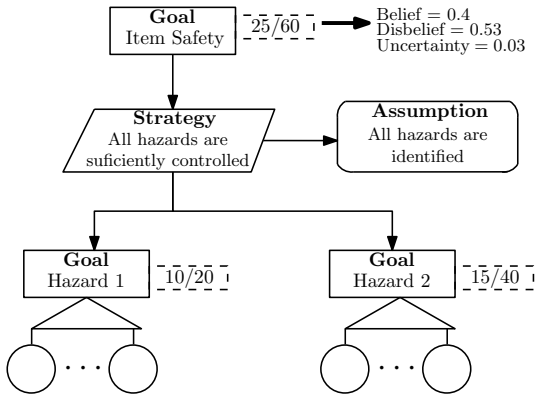 Goal
Item Safety
25/60
Belief = 0.4
Disbelief = 0.53
Uncertainty = 0.03
Strategy
All hazards are
suficiently controlled
Assumption
All hazards are
identified
Goal
Hazard 1
10/20
Goal
Hazard 2
15/40